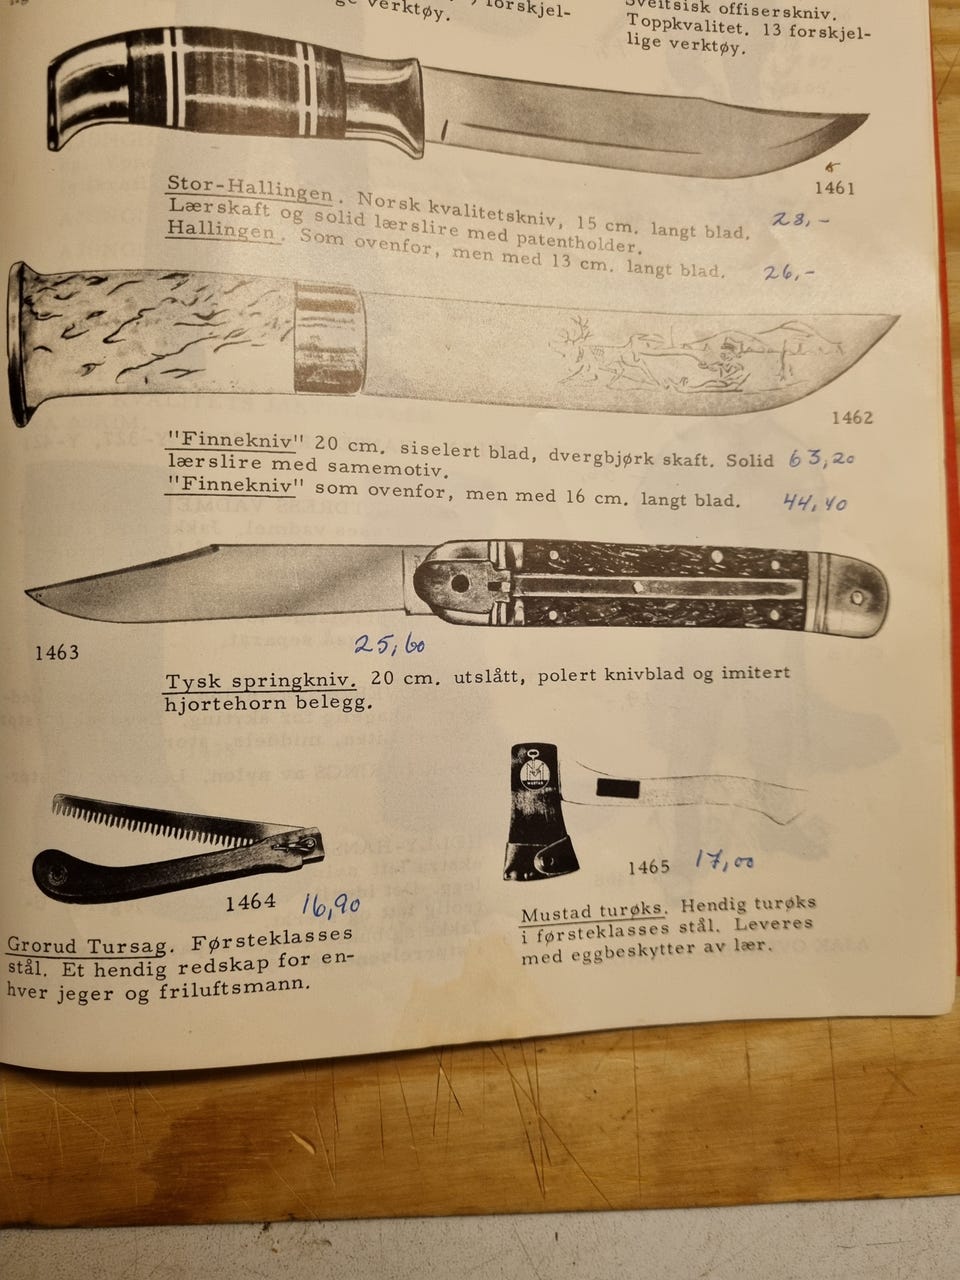 verktøy.
forskjel-
Sveitsisk offiserskniv.
Toppkvalitet. 13 forskjel-
lige verktøy.
1461
Stor-Hallingen. Norsk kvalitetskniv, 15 cm. langt blad. 28,-
Lærskaft og solid lærslire med patentholder.
Hallingen. Som ovenfor, men med 13 cm. langt blad. 26,-
1462
"Finnekniv" 20 cm. siselert blad, dvergbjørk skaft. Solid 63,20
lærslire med samemotiv.
"Finnekniv" som ovenfor, men med 16 cm. langt blad. 44,40
1463
25,60
Tysk springkniv. 20 cm. utslått, polert knivblad og imitert
hjortehorn belegg.
MUSTAD
1464 16,90
Grorud Tursag. Førsteklasses
stål. Et hendig redskap for en-
hver jeger og friluftsmann.
1465 17,00
Mustad turøks. Hendig turøks
i førsteklasses stål. Leveres
med eggbeskytter av lær.